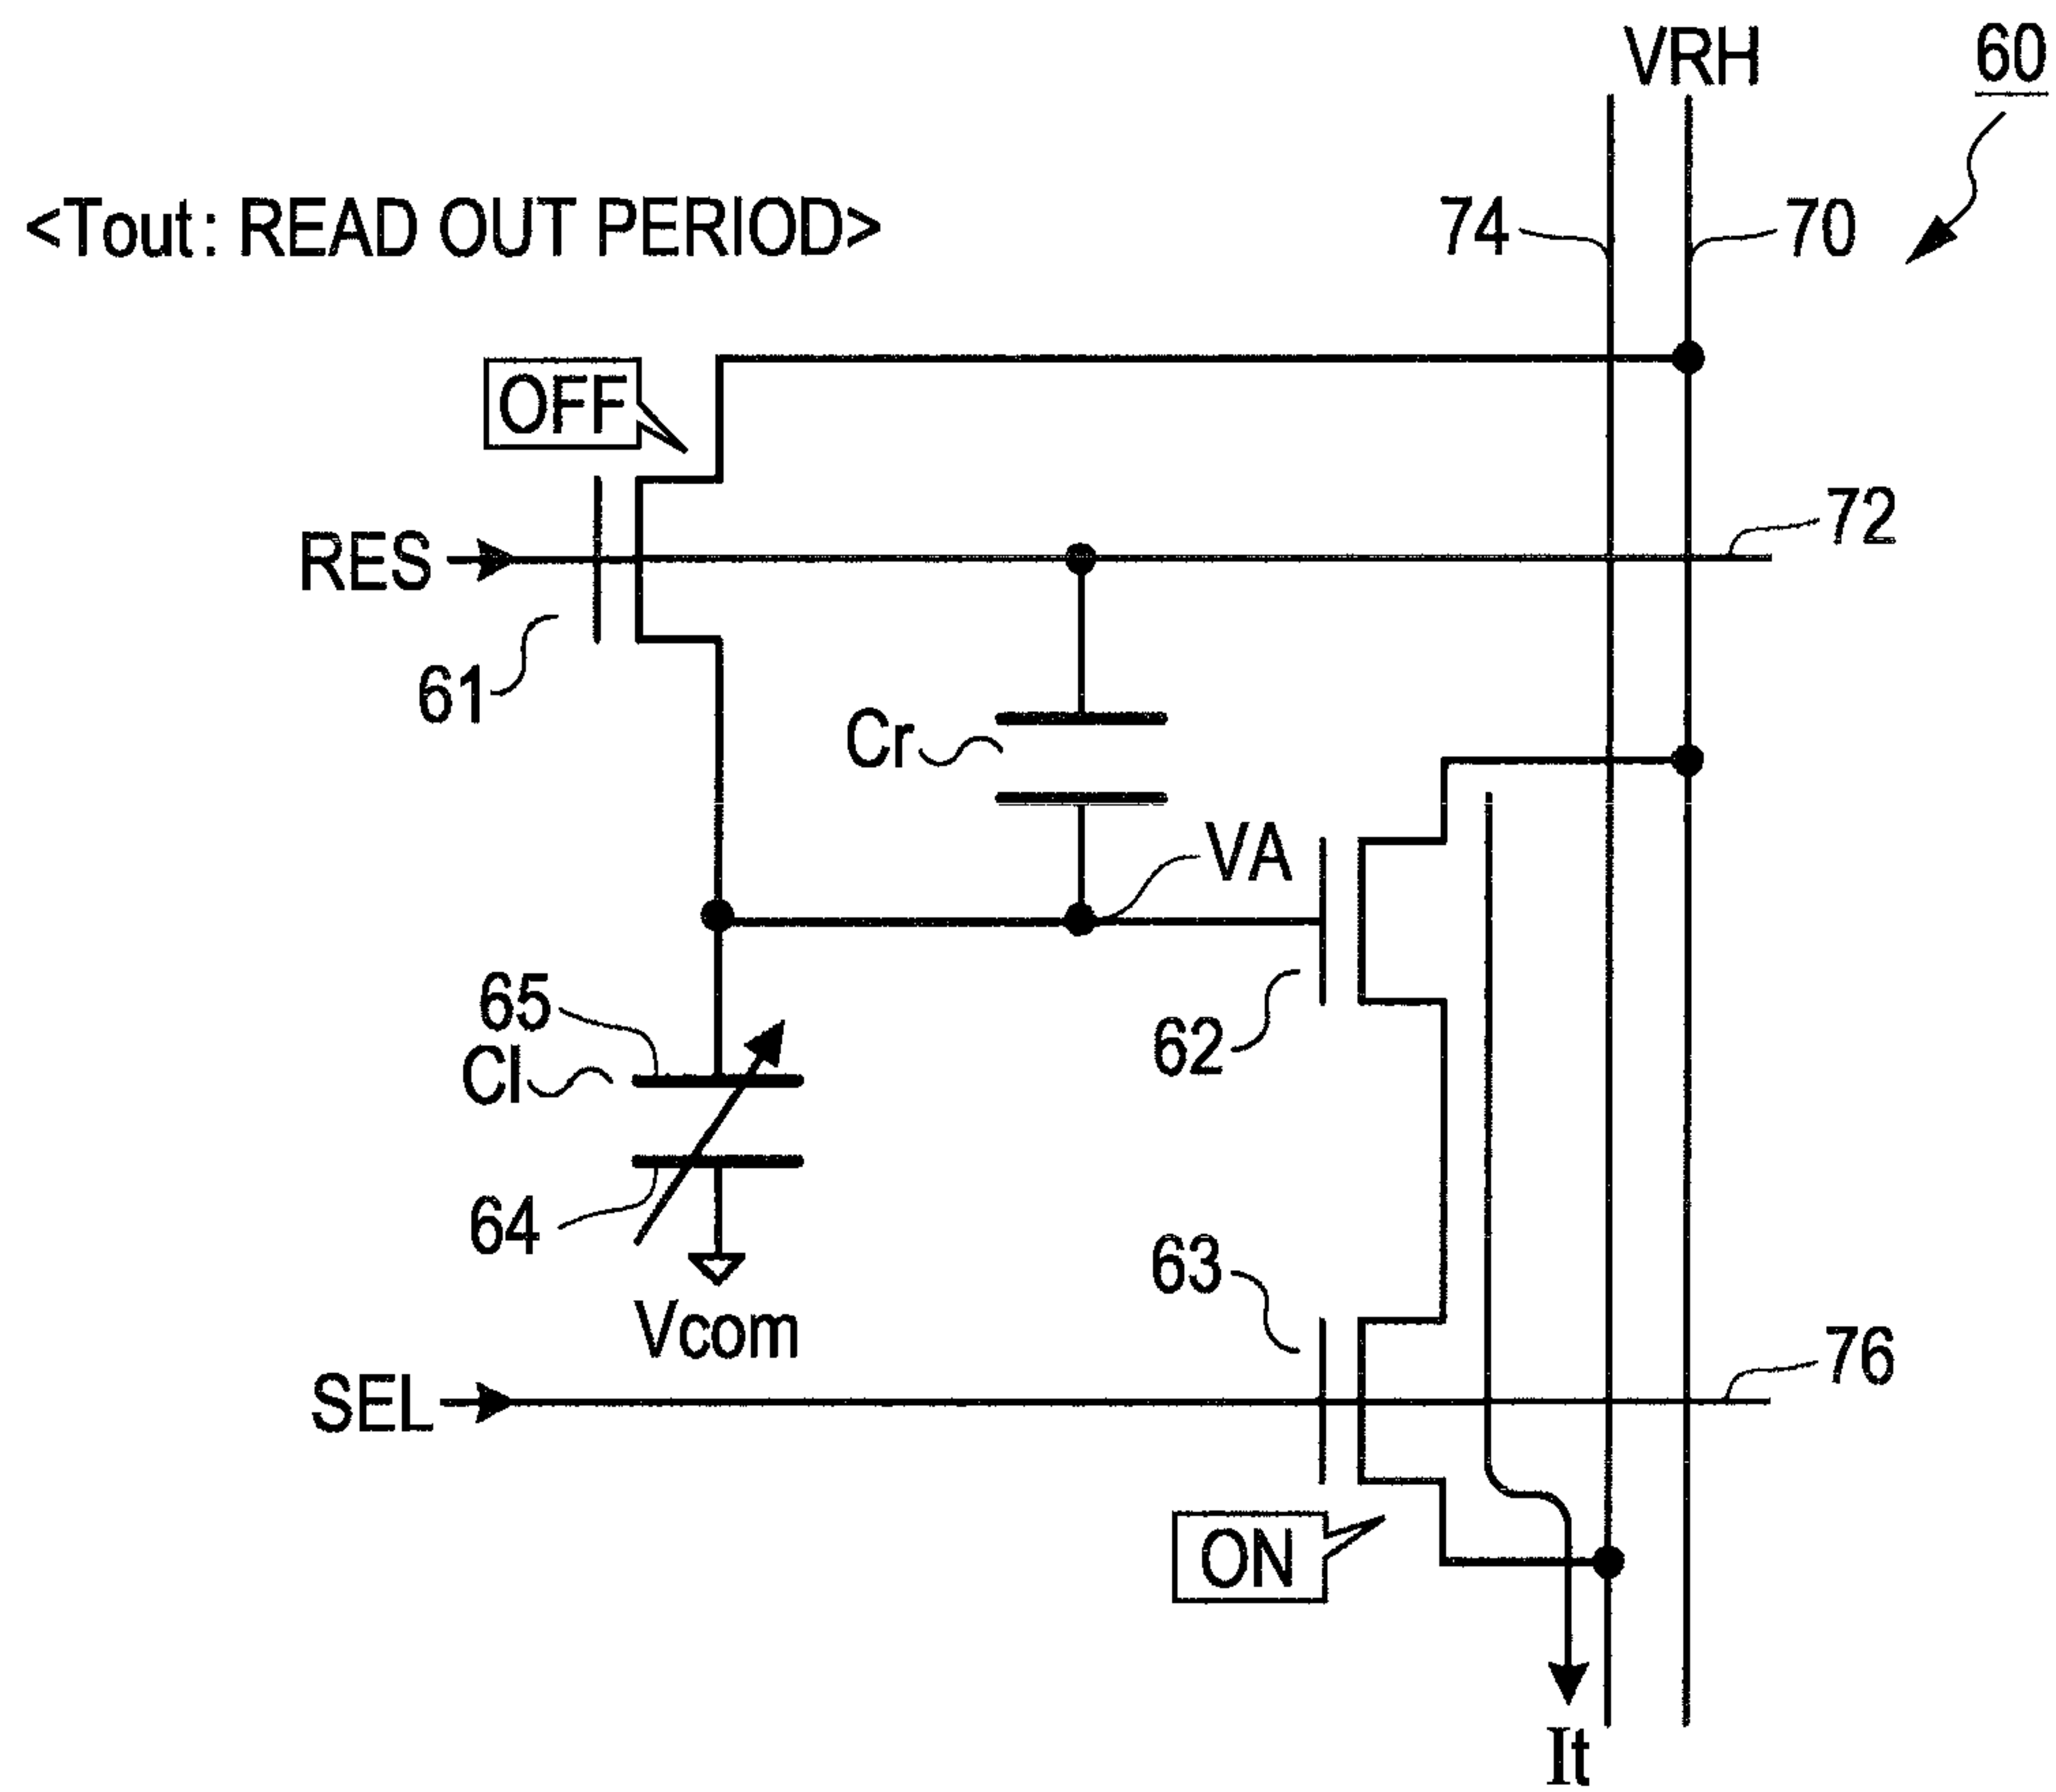 VRH
60
<Tout: READ OUT PERIOD>
74
70
OFF
72
RES
61
Cr
VA
65
Cl
62
64
63
Vcom
76
SEL
ON
It